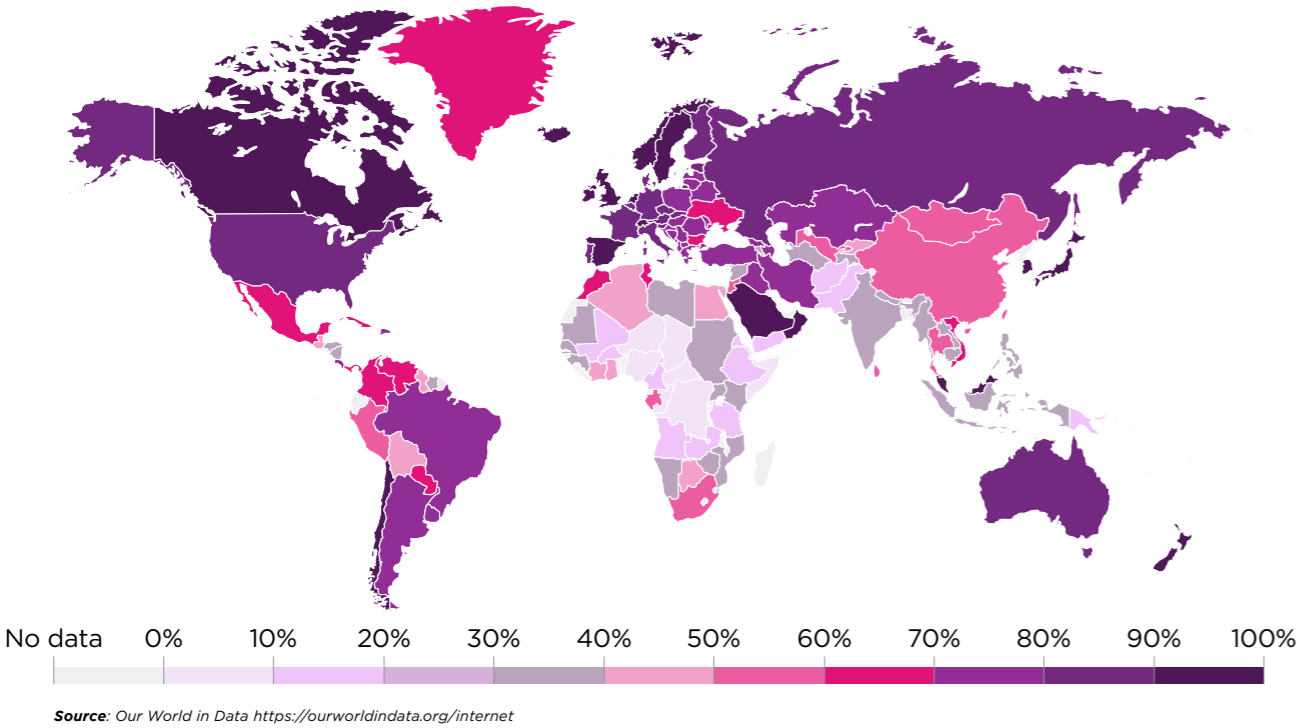 No data 0% 10% 20% 30% 40% 50% 60% 70% 80% 90% 100%
Source: Our World in Data https://ourworldindata.org/internet